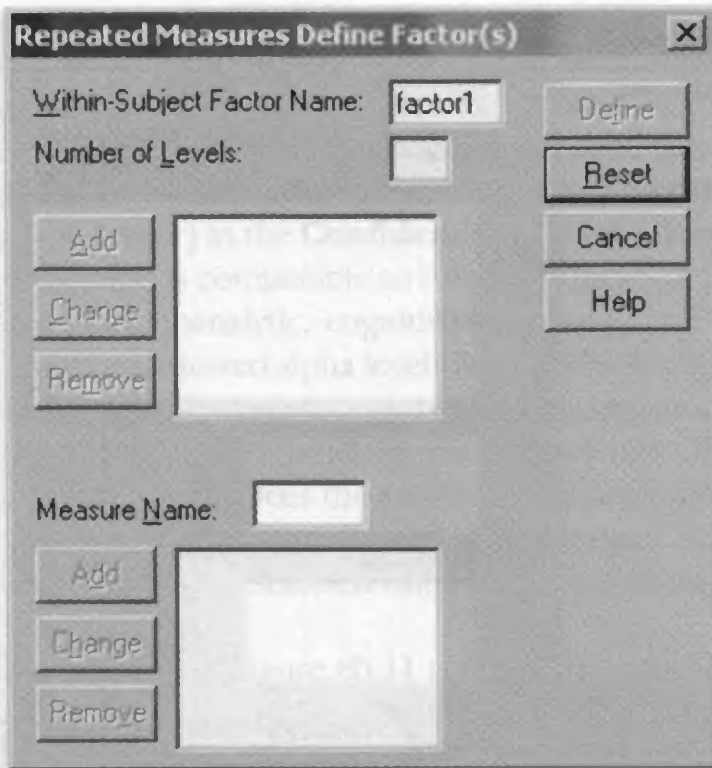 Repeated Measures Define Factor(s)
Within-Subject Factor Name: factor1
Define
Number of Levels:
Reset
Add
Cancel
Change
Help
Remove
Measure Name:
Add
Change
Remove